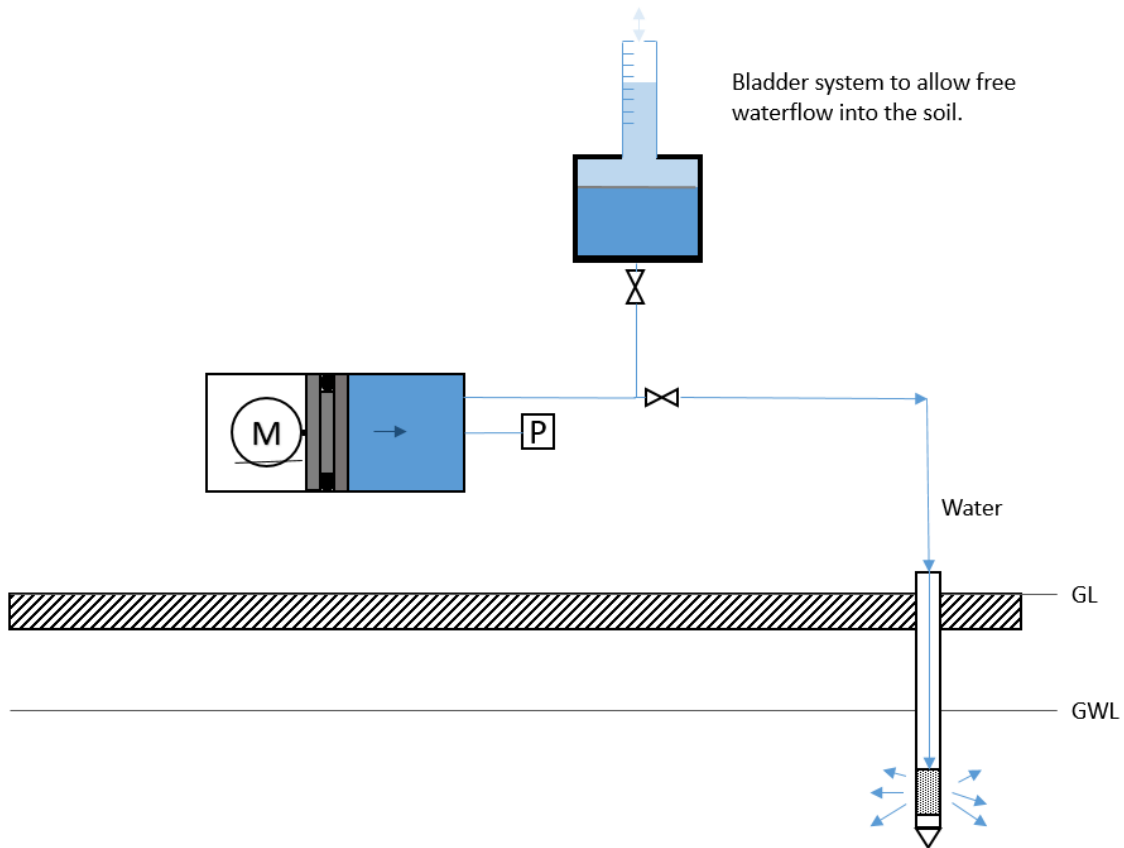 Bladder system to allow free
waterflow into the soil.
M
P
Water
GL
GWL